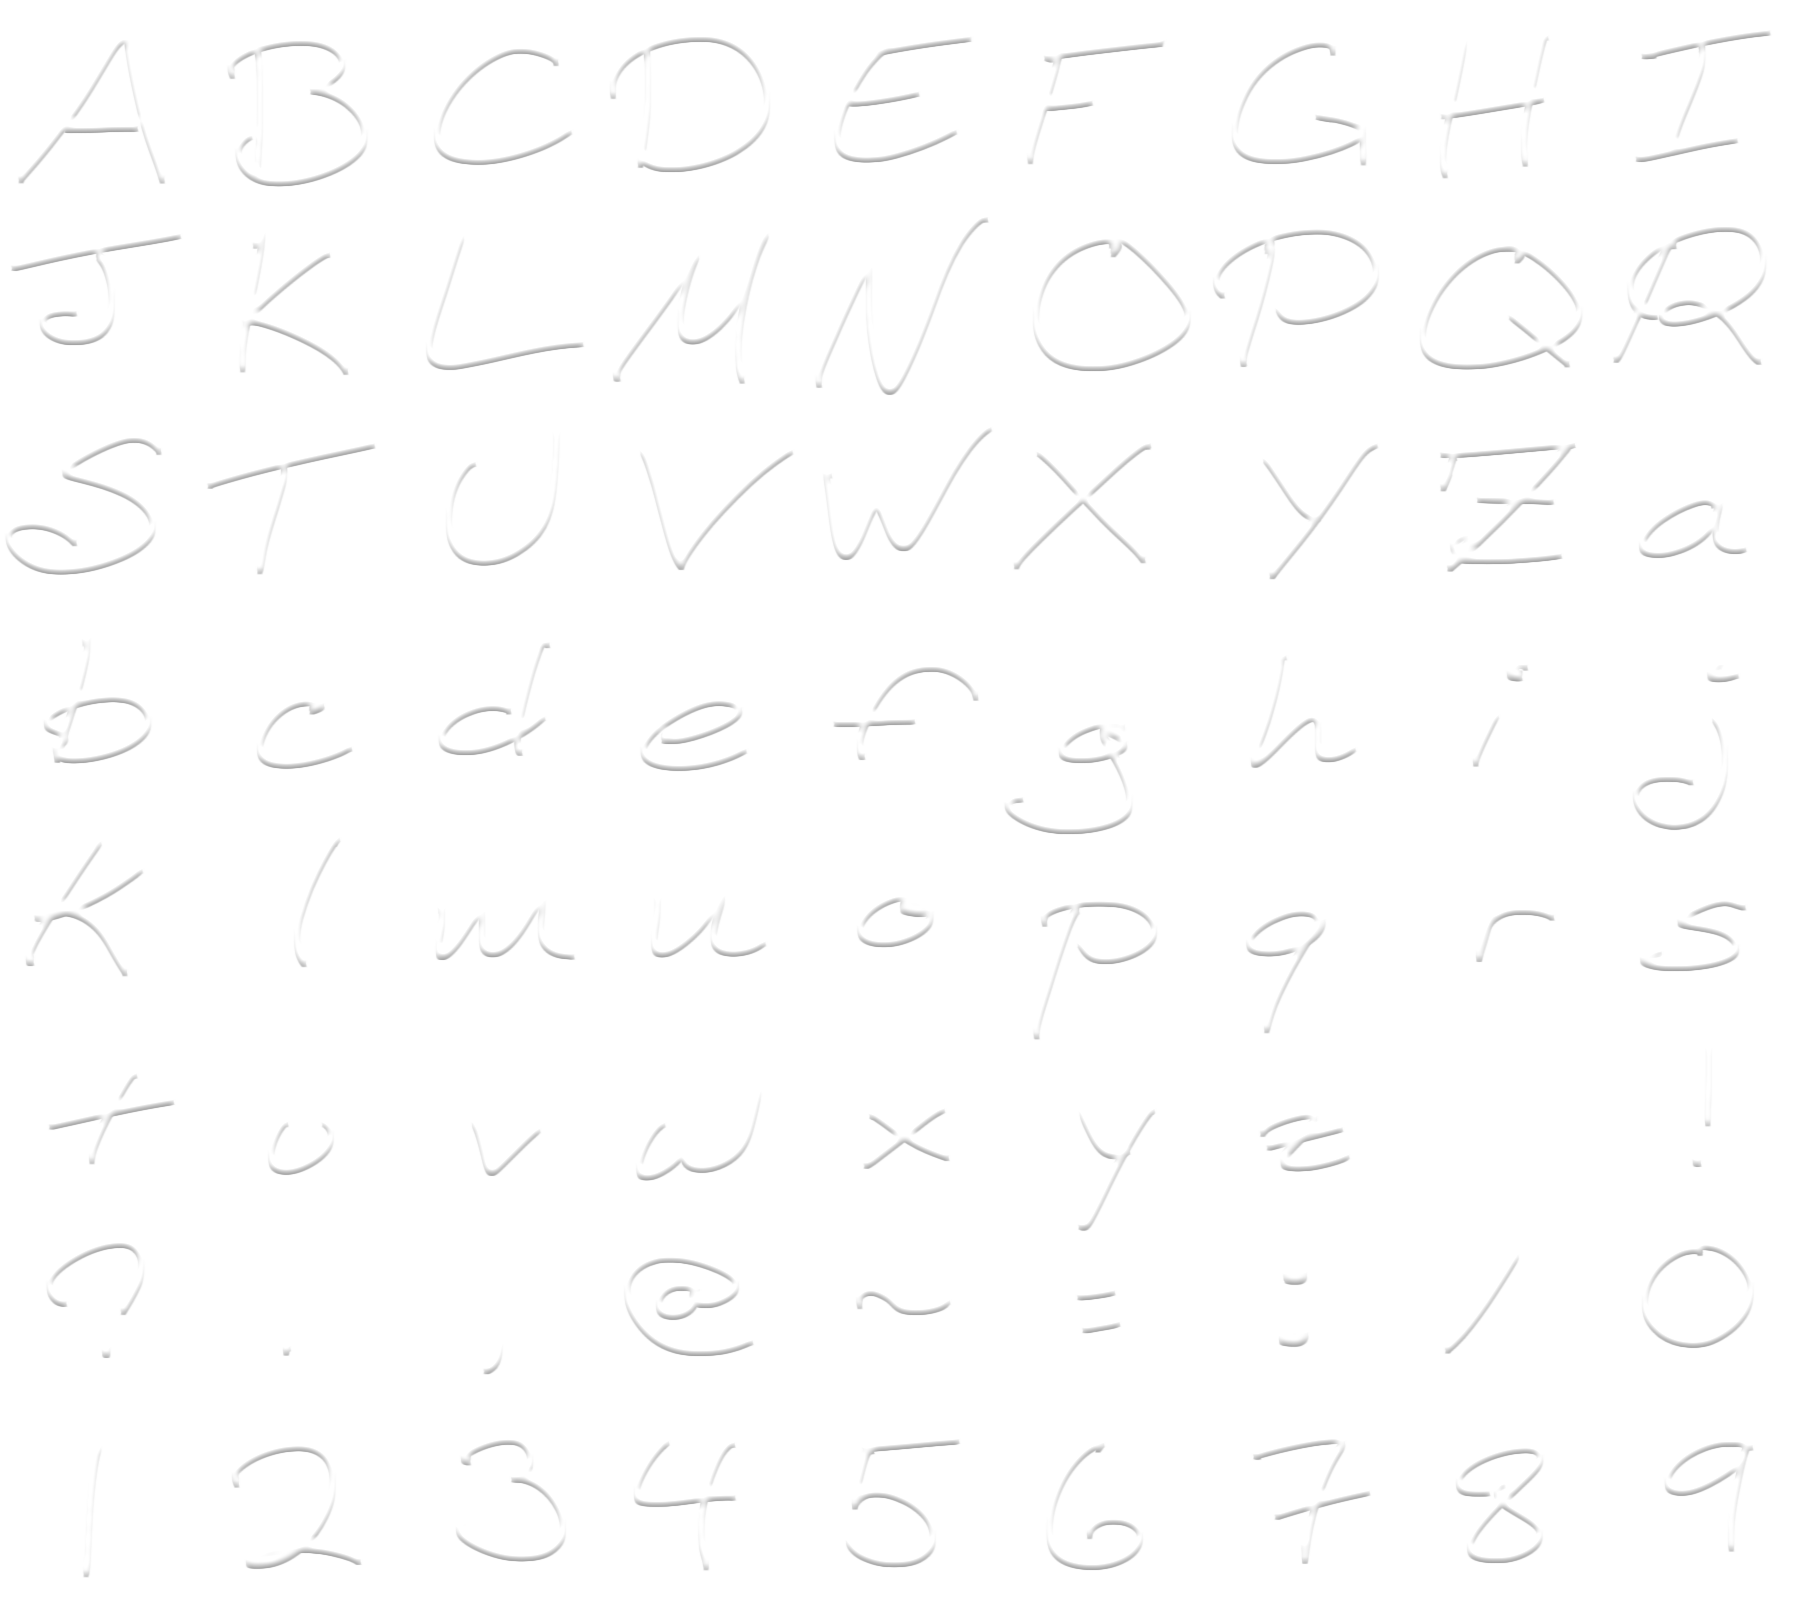 A B C D E F G H I
J K L M N O P Q R
S T U V W X Y Z a
b c d e f g h i j
k l m n o p q r s
t u v w x y z !
? . , @ ~ = : / 0
1 2 3 4 5 6 7 8 9